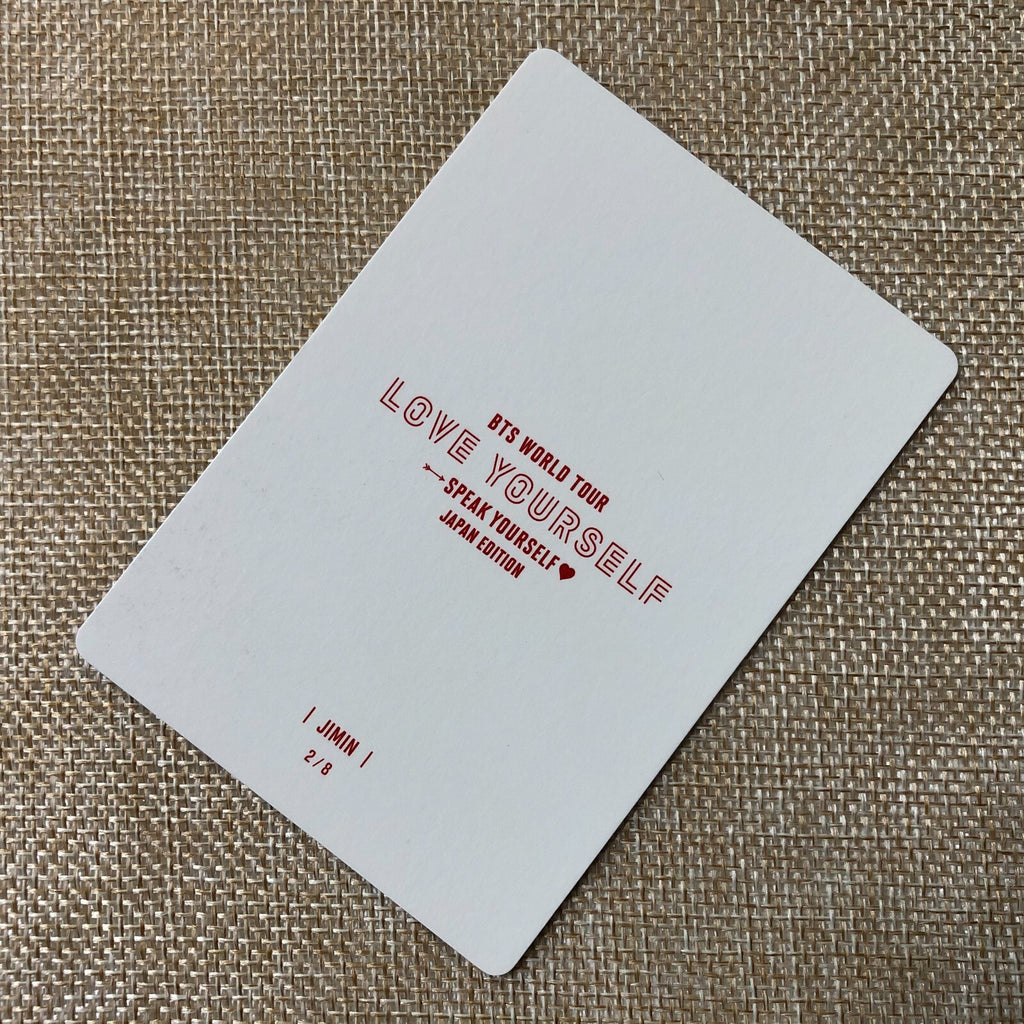 BTS WORLD TOUR
LOVE YOURSELF
SPEAK YOURSELF
JAPAN EDITION
| JIMIN |
2/8